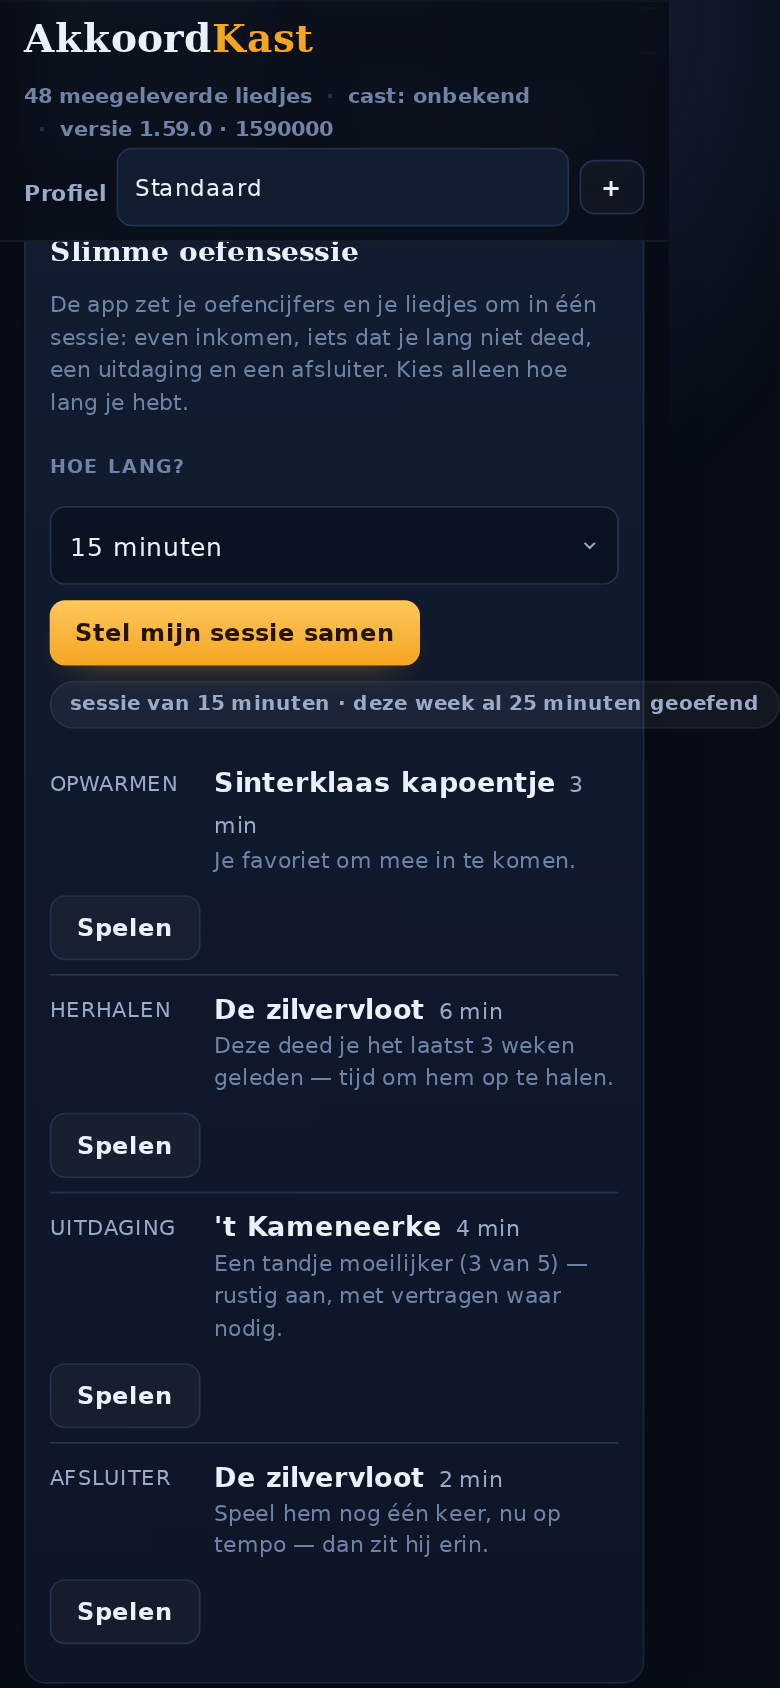 AkkoordKast
48 meegeleverde liedjes · cast: onbekend
· versie 1.59.0 · 1590000
Profiel Standaard +
Slimme oefensessie
De app zet je oefencijfers en je liedjes om in één
sessie: even inkomen, iets dat je lang niet deed,
een uitdaging en een afsluiter. Kies alleen hoe
lang je hebt.
HOE LANG?
15 minuten
Stel mijn sessie samen
sessie van 15 minuten · deze week al 25 minuten geoefend
OPWARMEN Sinterklaas kapoentje 3
min
Je favoriet om mee in te komen.
Spelen
HERHALEN De zilvervloot 6 min
Deze deed je het laatst 3 weken
geleden — tijd om hem op te halen.
Spelen
UITDAGING 't Kameneerke 4 min
Een tandje moeilijker (3 van 5) —
rustig aan, met vertragen waar
nodig.
Spelen
AFSLUITER De zilvervloot 2 min
Speel hem nog één keer, nu op
tempo — dan zit hij erin.
Spelen